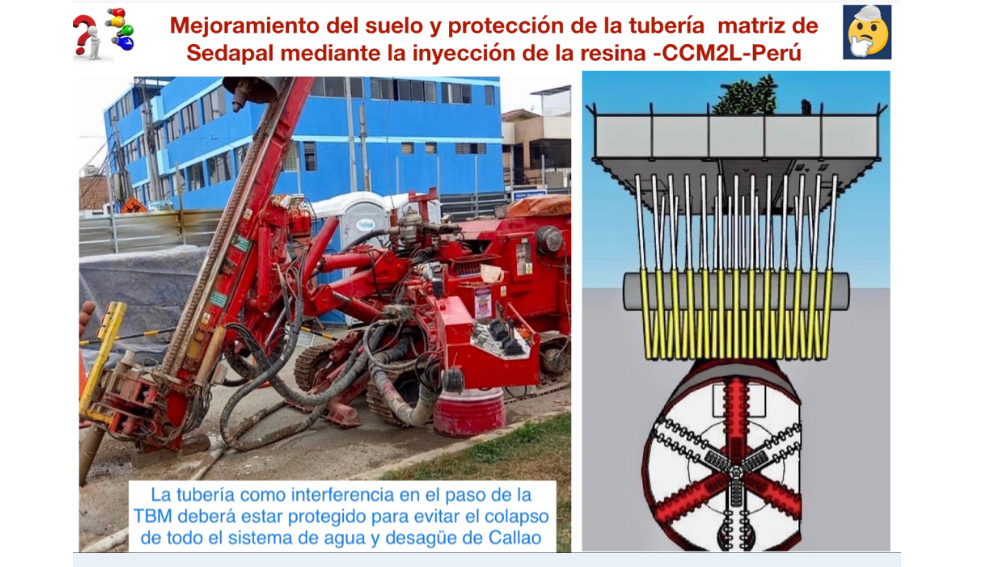 Mejoramiento del suelo y protección de la tubería matriz de
Sedapal mediante la inyección de la resina -CCM2L-Perú
La tubería como interferencia en el paso de la
TBM deberá estar protegido para evitar el colapso
de todo el sistema de agua y desagüe de Callao